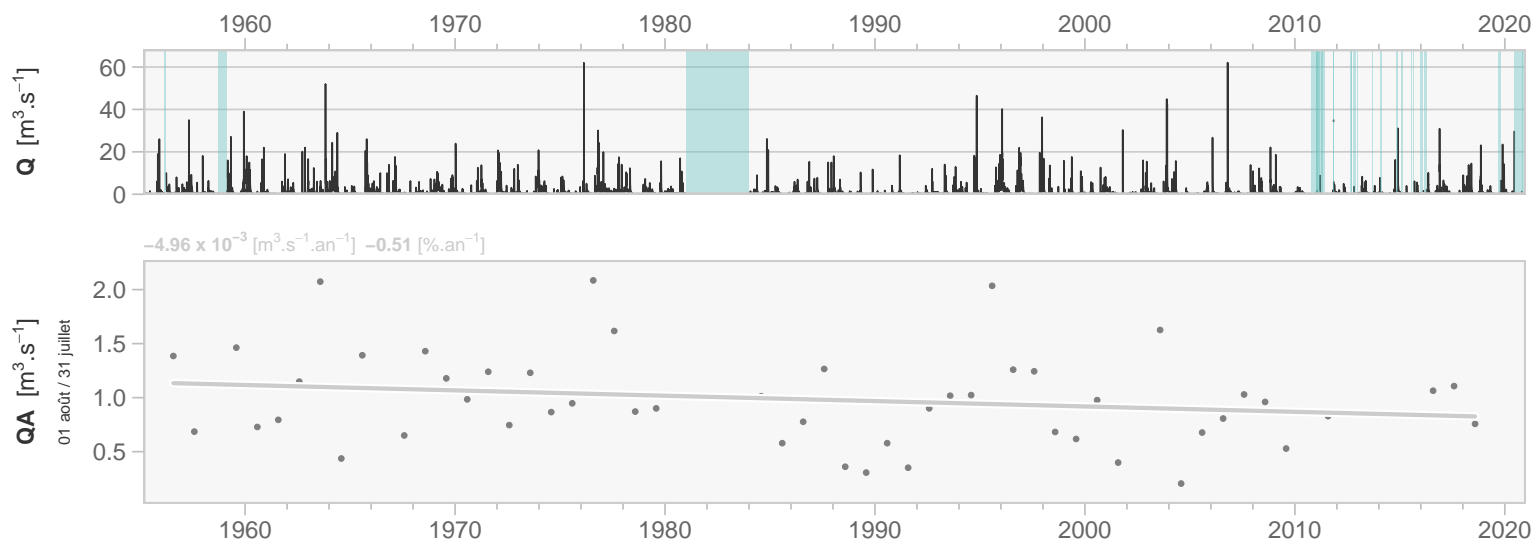 1960 1970 1980 1990 2000 2010 2020
Q [m³.s⁻¹]
60
40
20
0
−4.96 x 10⁻³ [m³.s⁻¹.an⁻¹] −0.51 [%.an⁻¹]
QA [m³.s⁻¹]
01 août / 31 juillet
2.0
1.5
1.0
0.5
1960 1970 1980 1990 2000 2010 2020